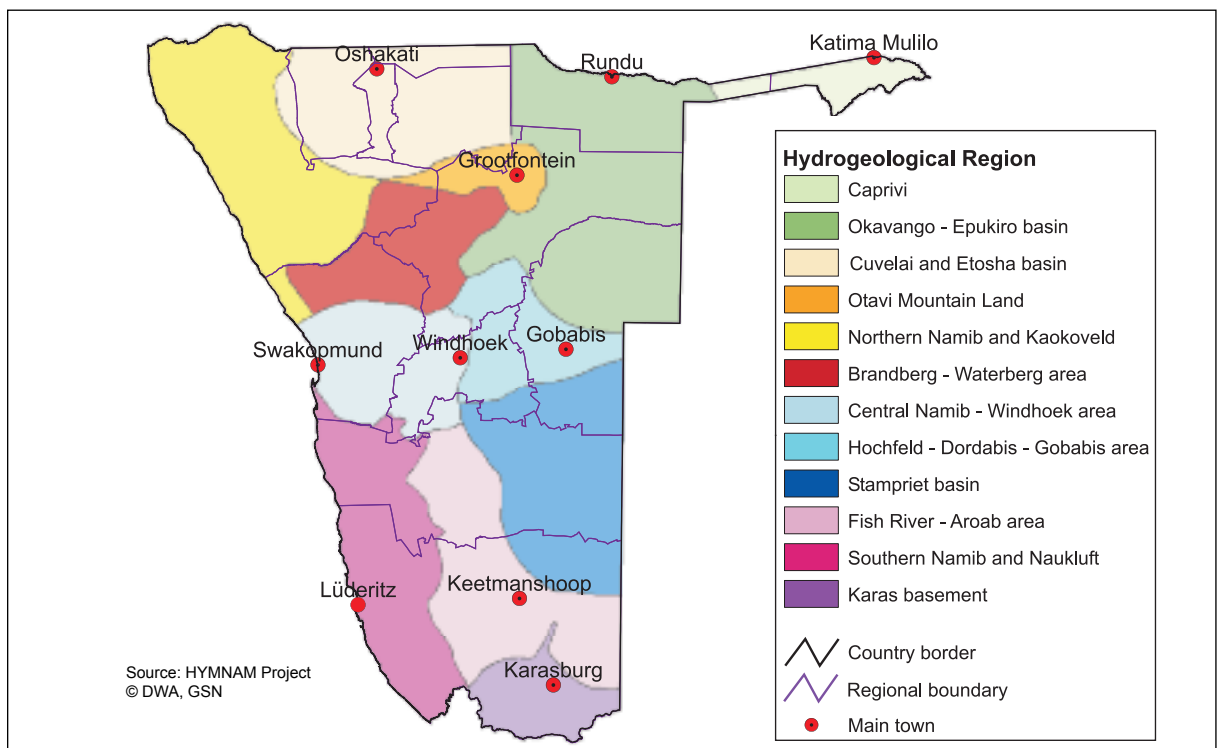 Katima Mulilo
Oshakati
Rundu
Grootfontein
Swakopmund
Windhoek
Gobabis
Lüderitz
Keetmanshoop
Karasburg
Source: HYMNAM Project
© DWA, GSN
Hydrogeological Region
Caprivi
Okavango - Epukiro basin
Cuvelai and Etosha basin
Otavi Mountain Land
Northern Namib and Kaokoveld
Brandberg - Waterberg area
Central Namib - Windhoek area
Hochfeld - Dordabis - Gobabis area
Stampriet basin
Fish River - Aroab area
Southern Namib and Naukluft
Karas basement
Country border
Regional boundary
Main town